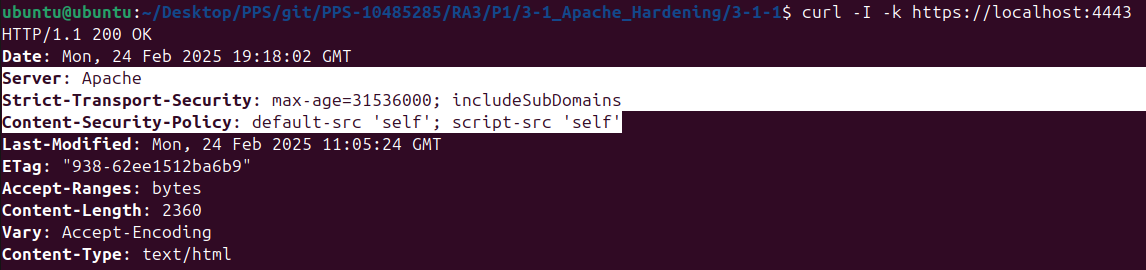 ubuntu@ubuntu:~/Desktop/PPS/git/PPS-10485285/RA3/P1/3-1_Apache_Hardening/3-1-1$ curl -I -k https://localhost:4443
HTTP/1.1 200 OK
Date: Mon, 24 Feb 2025 19:18:02 GMT
Server: Apache
Strict-Transport-Security: max-age=31536000; includeSubDomains
Content-Security-Policy: default-src 'self'; script-src 'self'
Last-Modified: Mon, 24 Feb 2025 11:05:24 GMT
ETag: "938-62ee1512ba6b9"
Accept-Ranges: bytes
Content-Length: 2360
Vary: Accept-Encoding
Content-Type: text/html